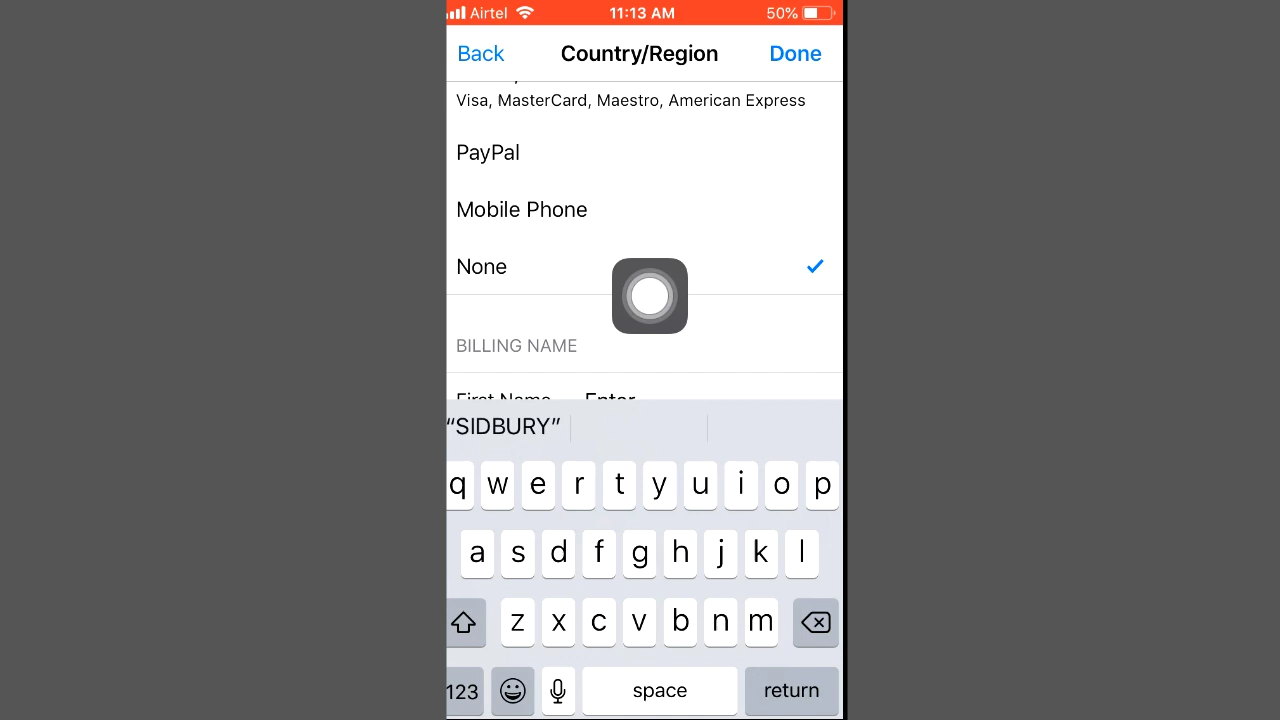 Airtel 11:13 AM 50%
Back Country/Region Done
Visa, MasterCard, Maestro, American Express
PayPal
Mobile Phone
None
BILLING NAME
First Name Enter
“SIDBURY”
q w e r t y u i o p
a s d f g h j k l
z x c v b n m
123 space return